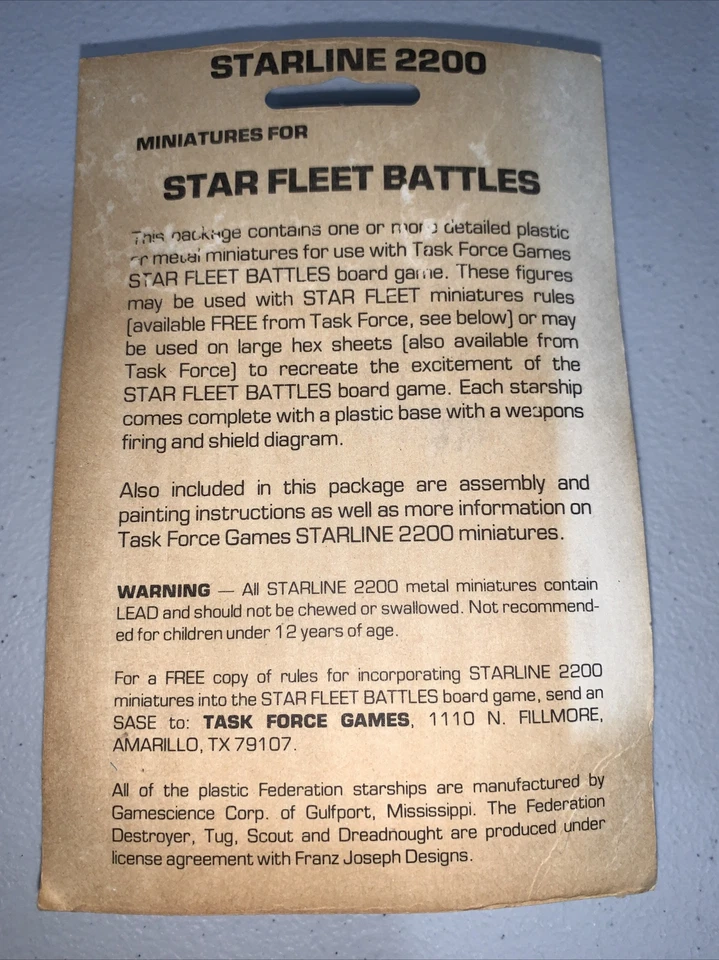 STARLINE 2200
MINIATURES FOR
STAR FLEET BATTLES
This package contains one or more detailed plastic
or metal miniatures for use with Task Force Games
STAR FLEET BATTLES board game. These figures
may be used with STAR FLEET miniatures rules
[available FREE from Task Force, see below] or may
be used on large hex sheets [also available from
Task Force] to recreate the excitement of the
STAR FLEET BATTLES board game. Each starship
comes complete with a plastic base with a weapons
firing and shield diagram.
Also included in this package are assembly and
painting instructions as well as more information on
Task Force Games STARLINE 2200 miniatures.
WARNING — All STARLINE 2200 metal miniatures contain
LEAD and should not be chewed or swallowed. Not recommend-
ed for children under 12 years of age.
For a FREE copy of rules for incorporating STARLINE 2200
miniatures into the STAR FLEET BATTLES board game, send an
SASE to: TASK FORCE GAMES, 1110 N. FILLMORE,
AMARILLO, TX 79107.
All of the plastic Federation starships are manufactured by
Gamescience Corp. of Gulfport, Mississippi. The Federation
Destroyer, Tug, Scout and Dreadnought are produced under
license agreement with Franz Joseph Designs.